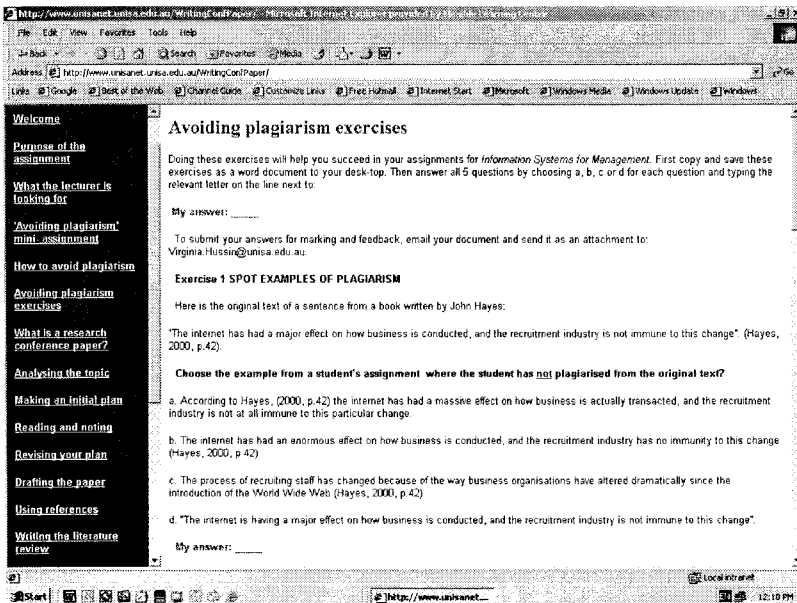 File Edit View Favorites Tools Help
Back Search Favorites Media
Address http://www.unisanet.unisa.edu.au/WritingConfPaper/ Go
Links Google Best of the Web Channel Guide Customize Links Free Hotmail Internet Start Microsoft Windows Media Windows Update Windows
Welcome
Purpose of the
assignment
What the lecturer is
looking for
'Avoiding plagiarism'
mini- assignment
How to avoid plagiarism
Avoiding plagiarism
exercises
What is a research
conference paper?
Analysing the topic
Making an initial plan
Reading and noting
Revising your plan
Drafting the paper
Using references
Writing the literature
review
Avoiding plagiarism exercises
Doing these exercises will help you succeed in your assignments for Information Systems for Management. First copy and save these
exercises as a word document to your desk-top. Then answer all 5 questions by choosing a, b, c or d for each question and typing the
relevant letter on the line next to:
My answer: _____
To submit your answers for marking and feedback, email your document and send it as an attachment to:
Virginia.Hussin@unisa.edu.au.
Exercise 1 SPOT EXAMPLES OF PLAGIARISM
Here is the original text of a sentence from a book written by John Hayes:
"The internet has had a major effect on how business is conducted, and the recruitment industry is not immune to this change". (Hayes,
2000, p.42).
Choose the example from a student's assignment where the student has not plagiarised from the original text?
a. According to Hayes, (2000, p.42) the internet has had a massive effect on how business is actually transacted, and the recruitment
industry is not at all immune to this particular change.
b. The internet has had an enormous effect on how business is conducted, and the recruitment industry has no immunity to this change
(Hayes, 2000, p.42)
c. The process of recruiting staff has changed because of the way business organisations have altered dramatically since the
introduction of the World Wide Web (Hayes, 2000, p.42)
d. "The internet is having a major effect on how business is conducted, and the recruitment industry is not immune to this change".
My answer: _____
Local intranet
Start http://www.unisanet.... 12:10 PM